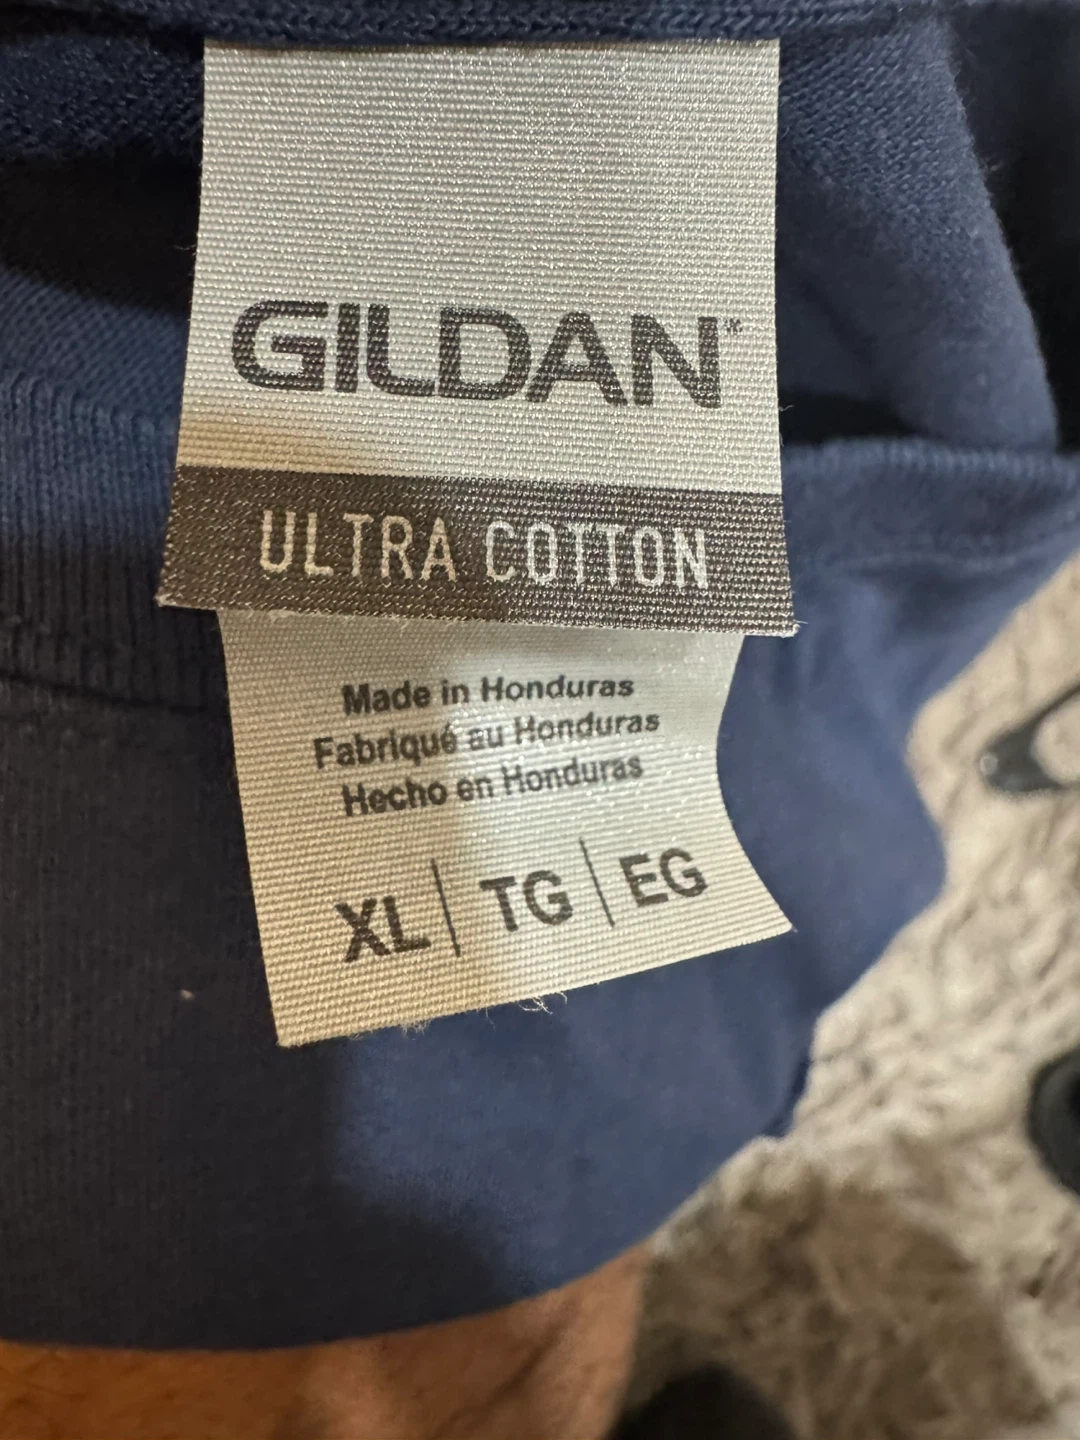 GILDAN
ULTRA COTTON
Made in Honduras
Fabriqué au Honduras
Hecho en Honduras
XL | TG | EG